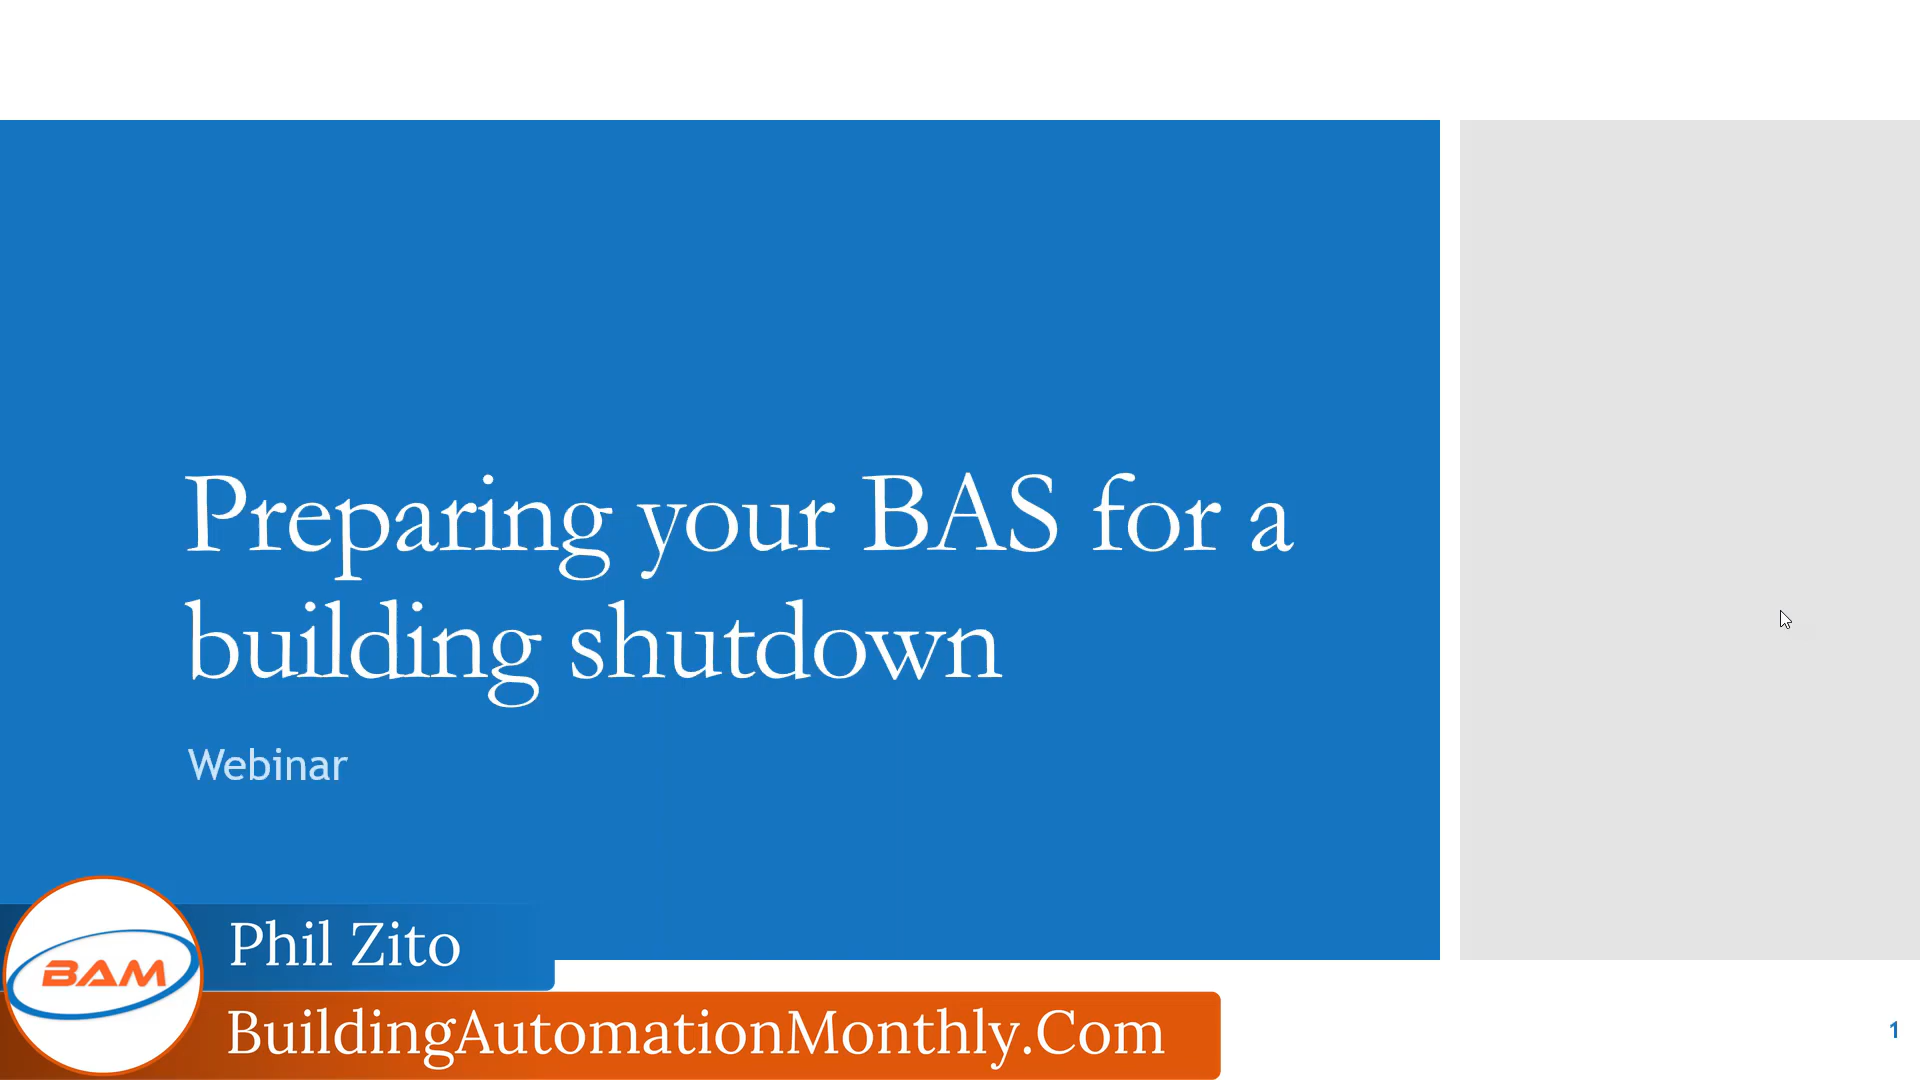 Preparing your BAS for a
building shutdown
Webinar
Phil Zito
BAM
BuildingAutomationMonthly.Com
1